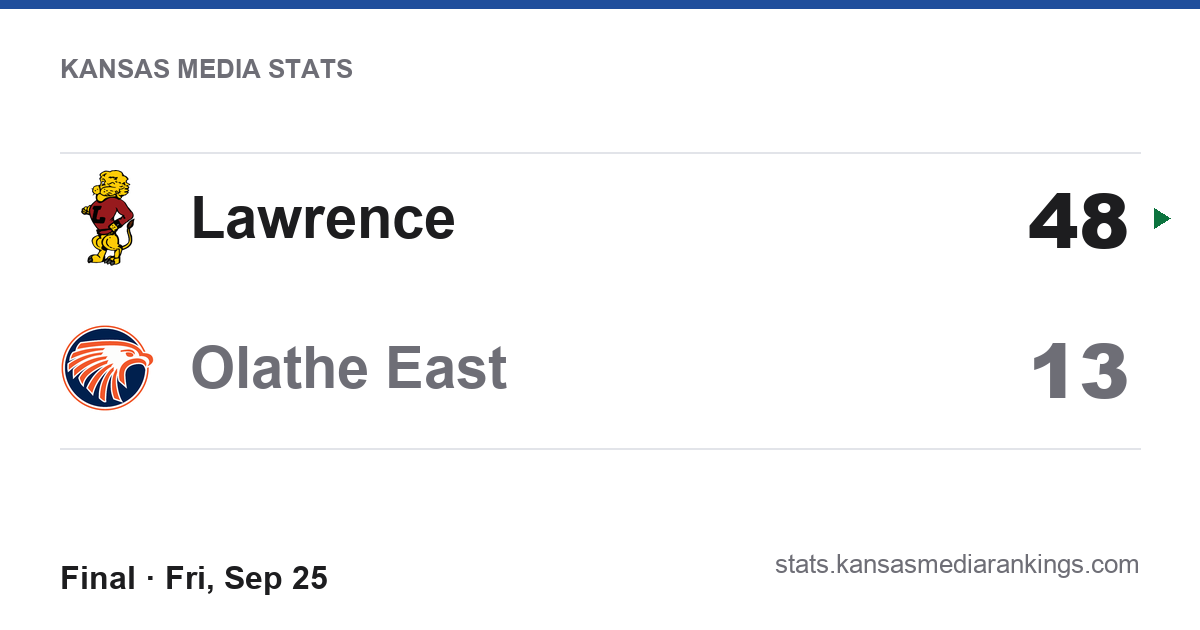 KANSAS MEDIA STATS
Lawrence 48
Olathe East 13
Final · Fri, Sep 25
stats.kansasmediarankings.com